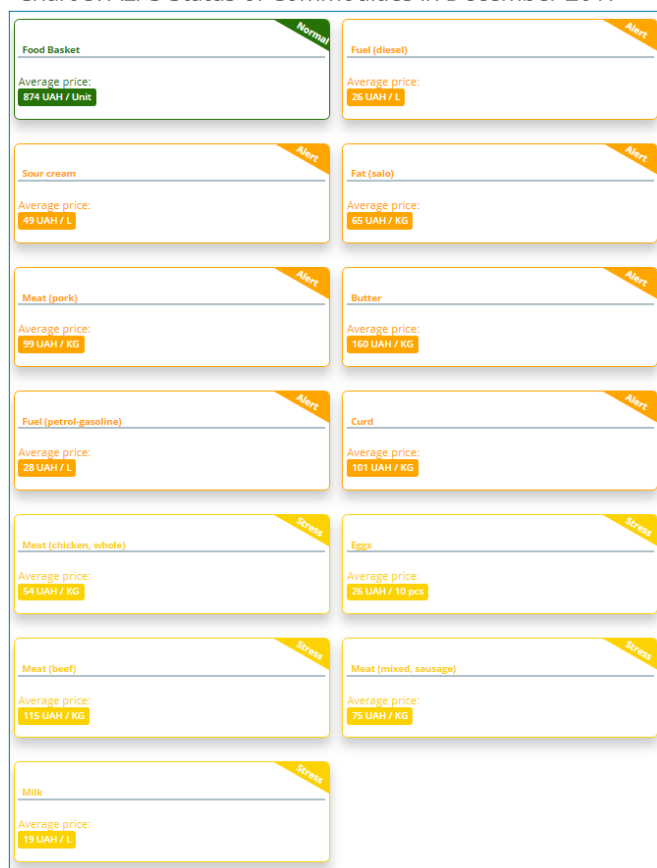 Normal
Food Basket
Average price:
874 UAH / Unit
Alert
Fuel (diesel)
Average price:
26 UAH / L
Alert
Sour cream
Average price:
49 UAH / L
Alert
Fat (salo)
Average price:
65 UAH / KG
Alert
Meat (pork)
Average price:
99 UAH / KG
Alert
Butter
Average price:
160 UAH / KG
Alert
Fuel (petrol-gasoline)
Average price:
28 UAH / L
Alert
Curd
Average price:
101 UAH / KG
Stress
Meat (chicken, whole)
Average price:
54 UAH / KG
Stress
Eggs
Average price:
26 UAH / 10 pcs
Stress
Meat (beef)
Average price:
115 UAH / KG
Stress
Meat (mixed, sausage)
Average price:
75 UAH / KG
Stress
Milk
Average price:
19 UAH / L